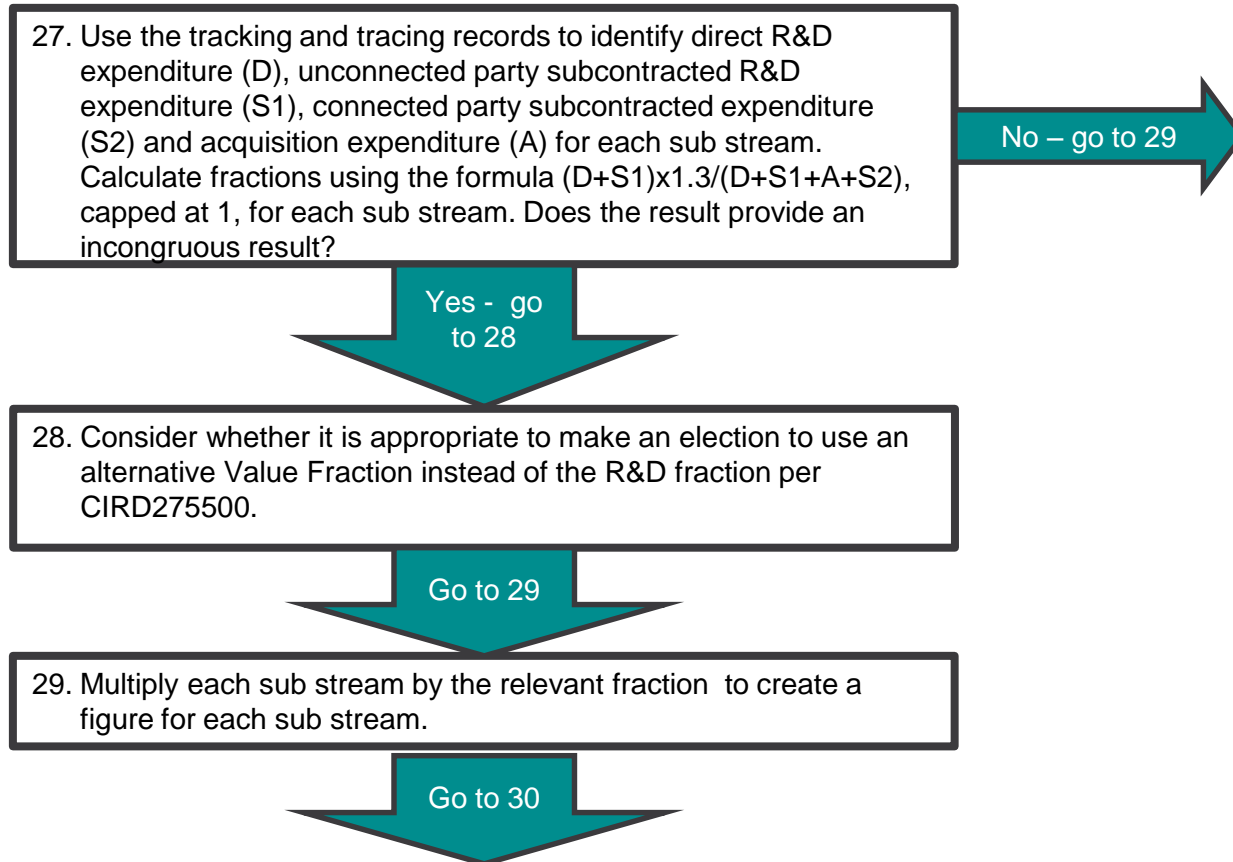 27. Use the tracking and tracing records to identify direct R&D
expenditure (D), unconnected party subcontracted R&D
expenditure (S1), connected party subcontracted expenditure
(S2) and acquisition expenditure (A) for each sub stream.
Calculate fractions using the formula (D+S1)x1.3/(D+S1+A+S2),
capped at 1, for each sub stream. Does the result provide an
incongruous result?
No – go to 29
Yes - go
to 28
28. Consider whether it is appropriate to make an election to use an
alternative Value Fraction instead of the R&D fraction per
CIRD275500.
Go to 29
29. Multiply each sub stream by the relevant fraction to create a
figure for each sub stream.
Go to 30